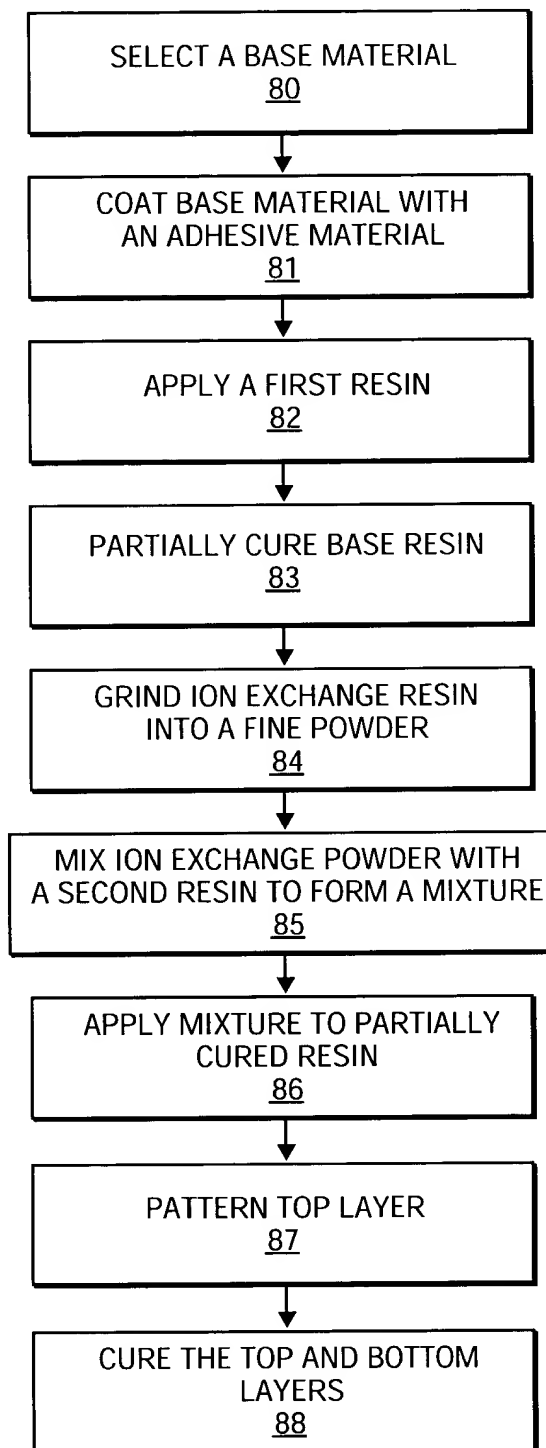 SELECT A BASE MATERIAL
80
COAT BASE MATERIAL WITH
AN ADHESIVE MATERIAL
81
APPLY A FIRST RESIN
82
PARTIALLY CURE BASE RESIN
83
GRIND ION EXCHANGE RESIN
INTO A FINE POWDER
84
MIX ION EXCHANGE POWDER WITH
A SECOND RESIN TO FORM A MIXTURE
85
APPLY MIXTURE TO PARTIALLY
CURED RESIN
86
PATTERN TOP LAYER
87
CURE THE TOP AND BOTTOM
LAYERS
88